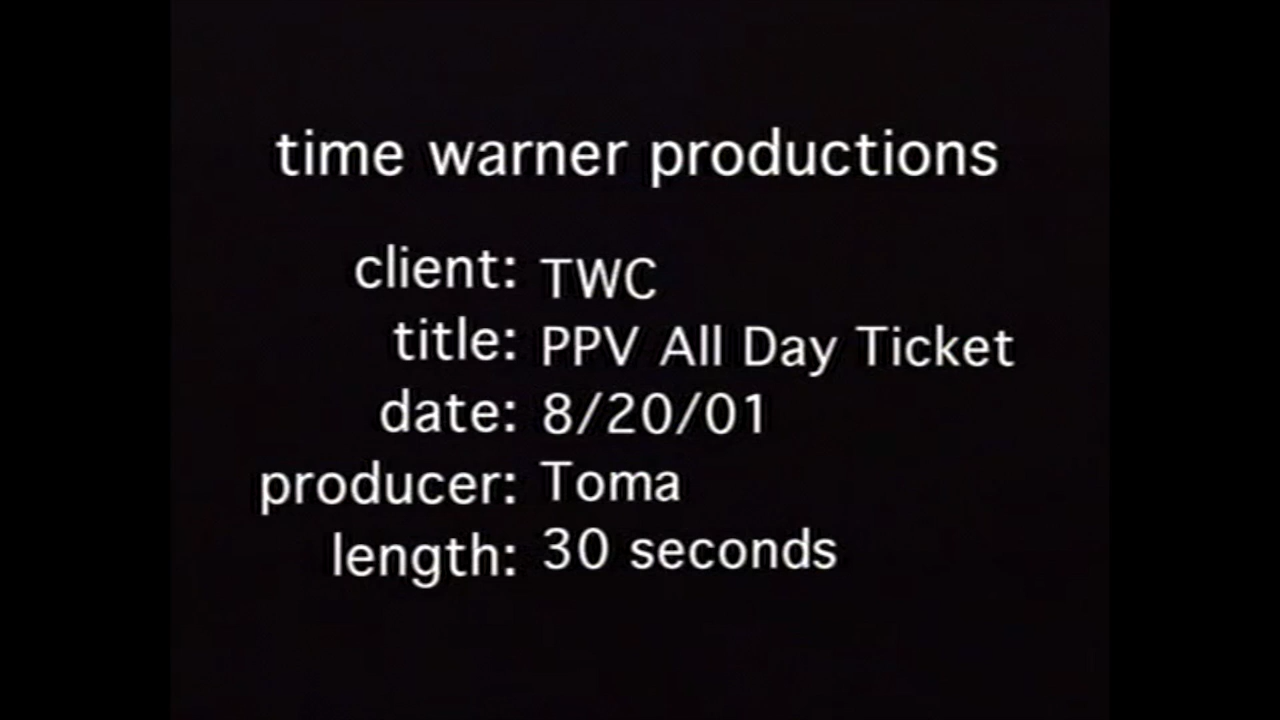 time warner productions
client: TWC
title: PPV All Day Ticket
date: 8/20/01
producer: Toma
length: 30 seconds